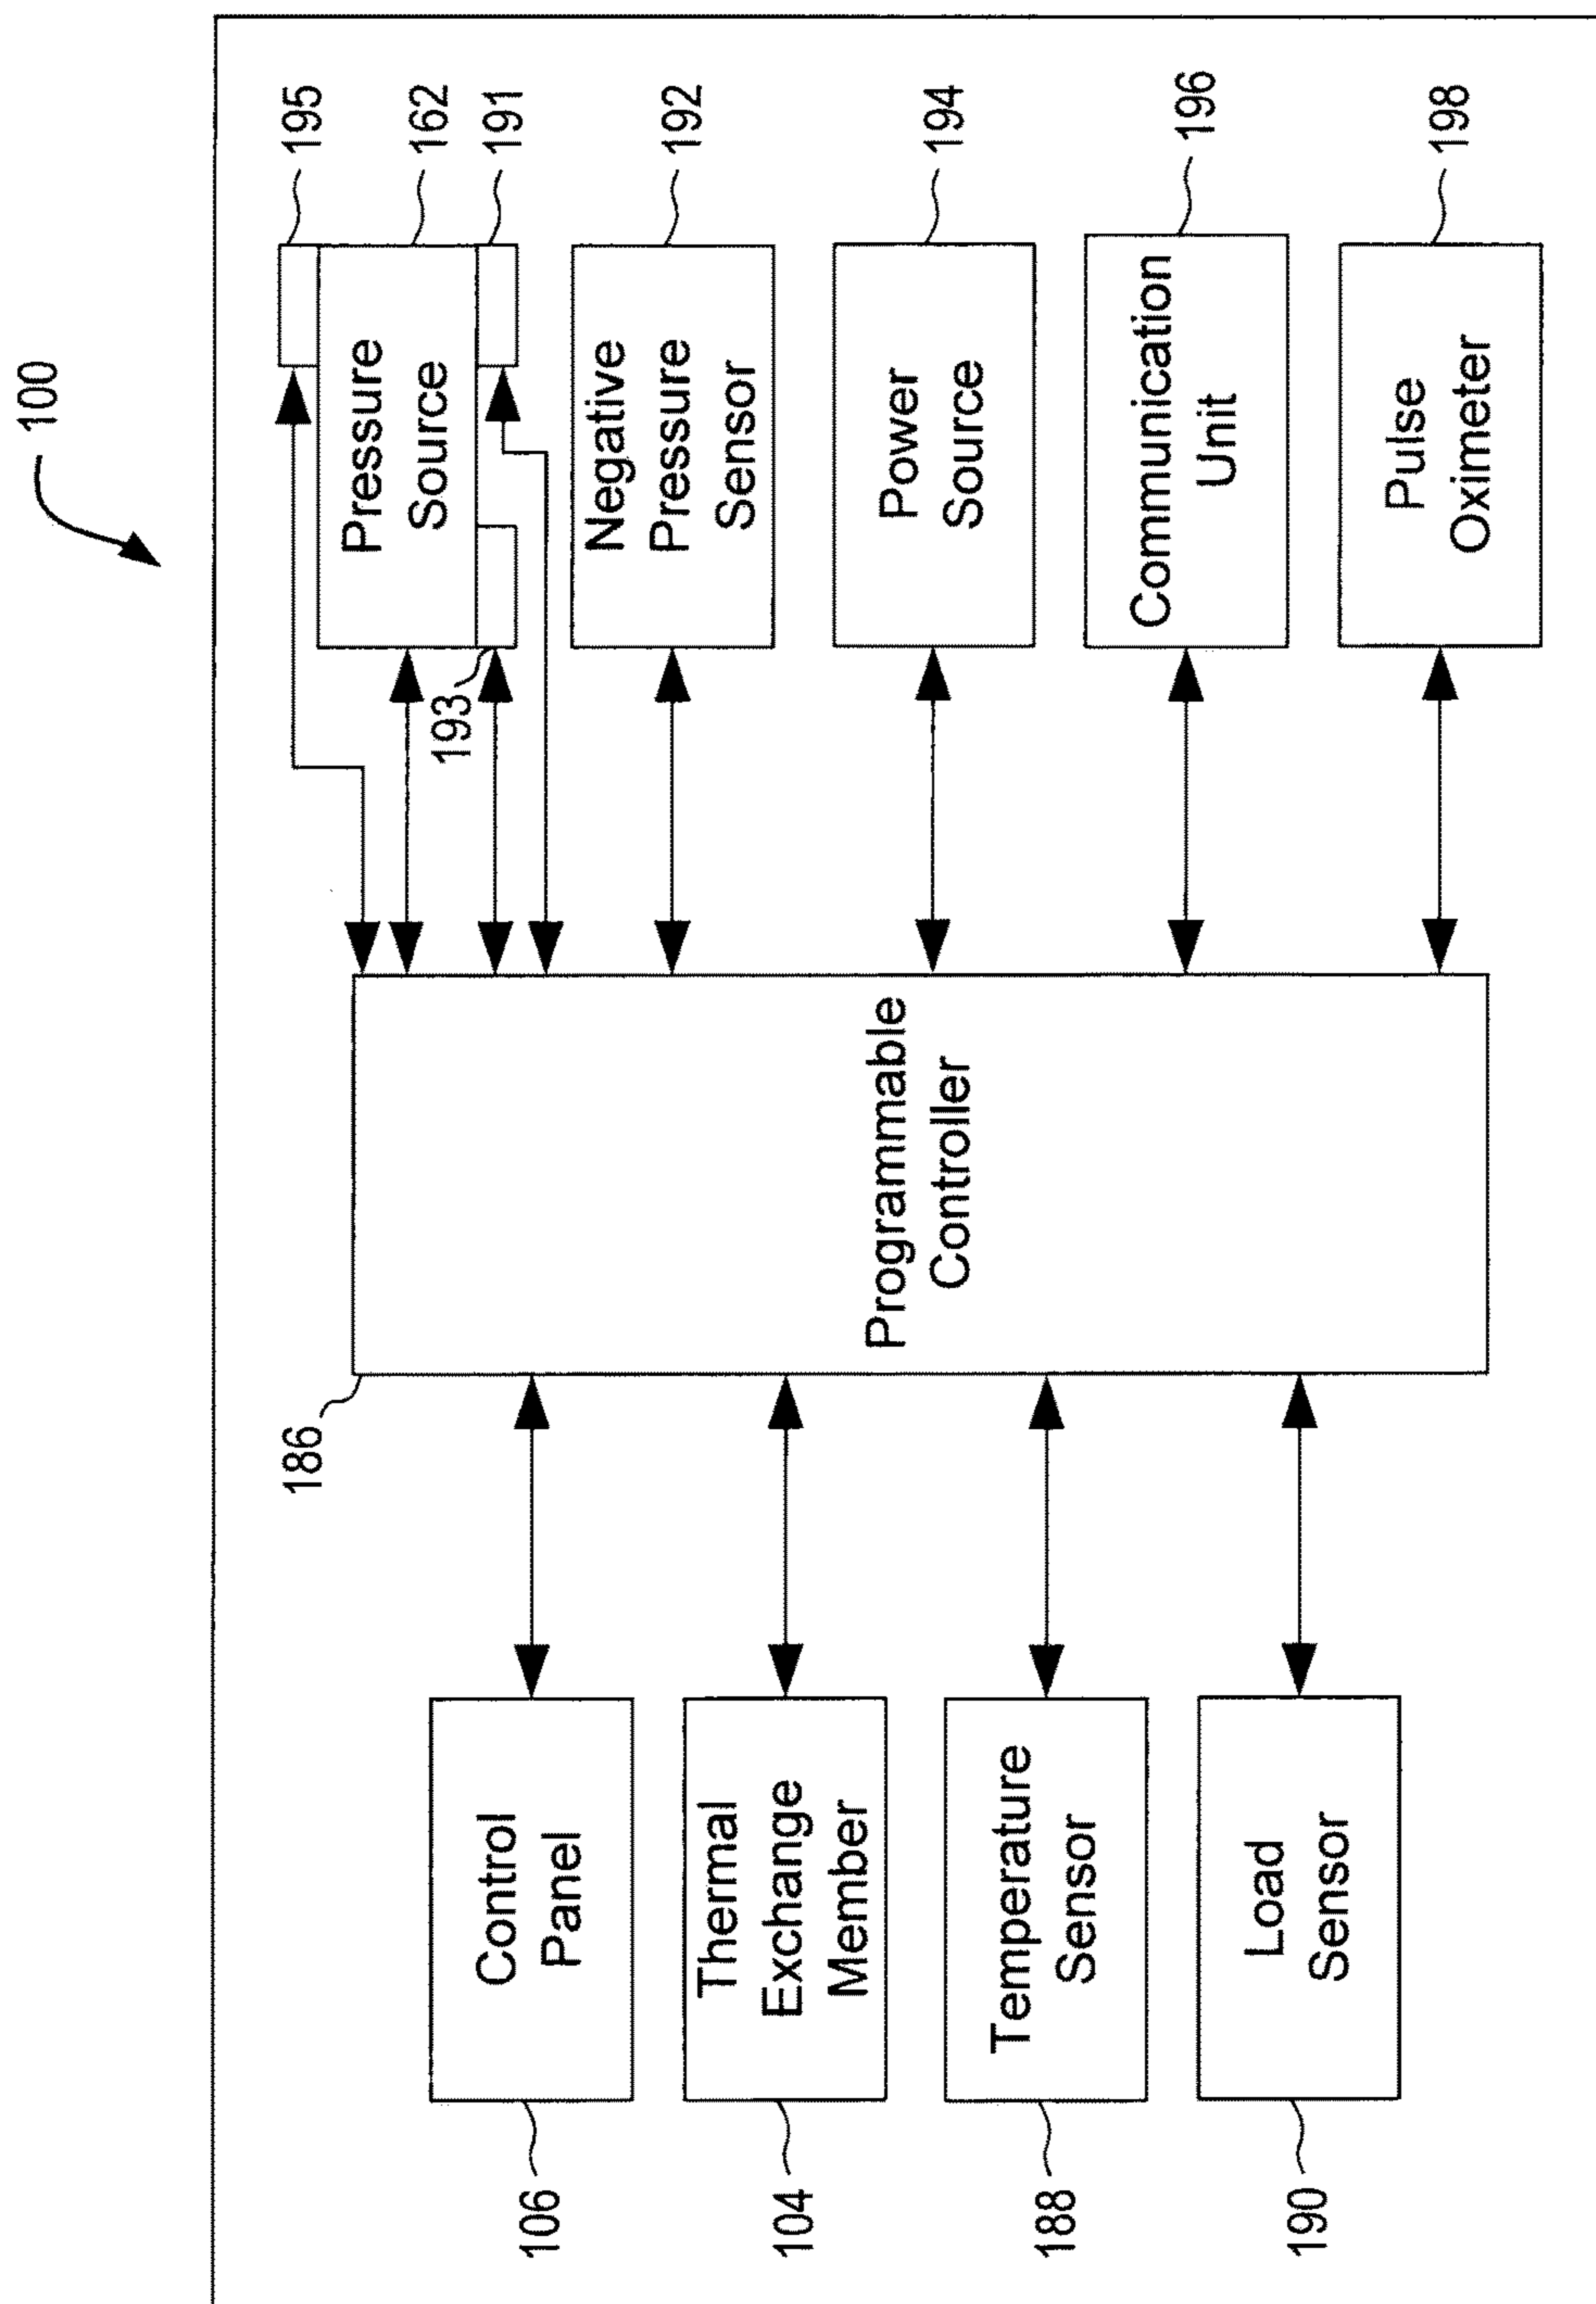 100
186
Programmable
Controller
106
Control
Panel
104
Thermal
Exchange
Member
188
Temperature
Sensor
190
Load
Sensor
195
162
191
193
Pressure
Source
192
Negative
Pressure
Sensor
194
Power
Source
196
Communication
Unit
198
Pulse
Oximeter